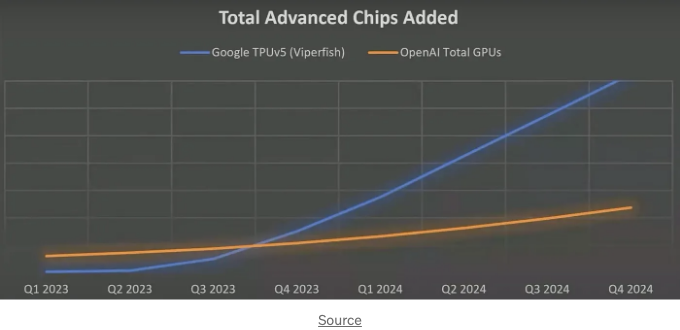 Total Advanced Chips Added
Google TPUv5 (Viperfish) OpenAI Total GPUs
Q1 2023 Q2 2023 Q3 2023 Q4 2023 Q1 2024 Q2 2024 Q3 2024 Q4 2024
Source